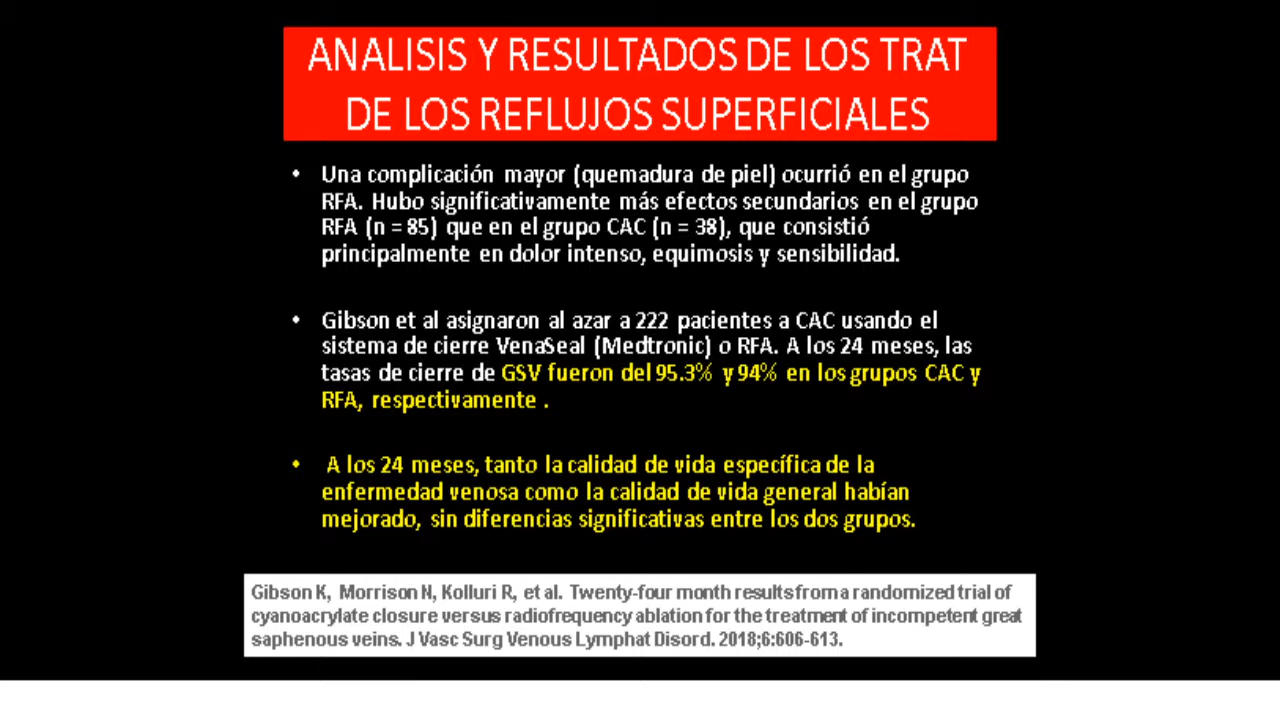 ANALISIS Y RESULTADOS DE LOS TRAT
DE LOS REFLUJOS SUPERFICIALES
• Una complicación mayor (quemadura de piel) ocurrió en el grupo
RFA. Hubo significativamente más efectos secundarios en el grupo
RFA (n = 85) que en el grupo CAC (n = 38), que consistió
principalmente en dolor intenso, equimosis y sensibilidad.
• Gibson et al asignaron al azar a 222 pacientes a CAC usando el
sistema de cierre VenaSeal (Medtronic) o RFA. A los 24 meses, las
tasas de cierre de GSV fueron del 95.3% y 94% en los grupos CAC y
RFA, respectivamente .
• A los 24 meses, tanto la calidad de vida específica de la
enfermedad venosa como la calidad de vida general habían
mejorado, sin diferencias significativas entre los dos grupos.
Gibson K, Morrison N, Kolluri R, et al. Twenty-four month results from a randomized trial of
cyanoacrylate closure versus radiofrequency ablation for the treatment of incompetent great
saphenous veins. J Vasc Surg Venous Lymphat Disord. 2018;6:606-613.